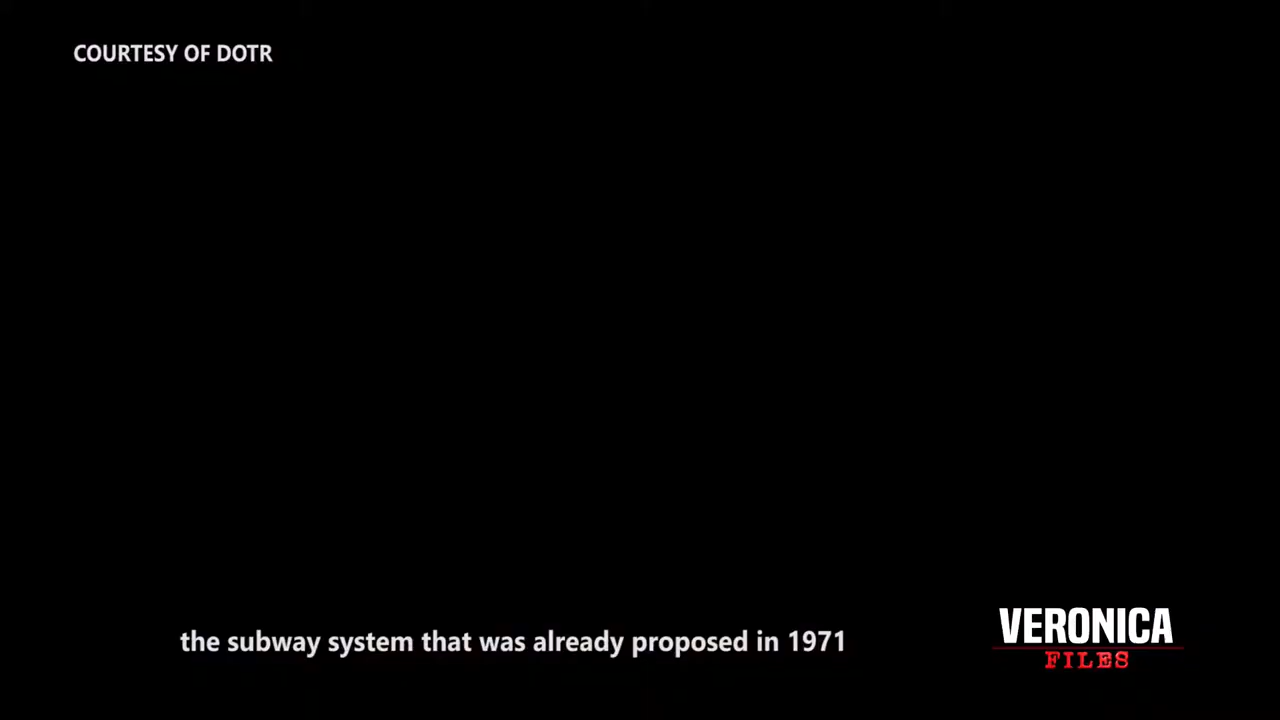 COURTESY OF DOTR
the subway system that was already proposed in 1971
VERONICA
FILES